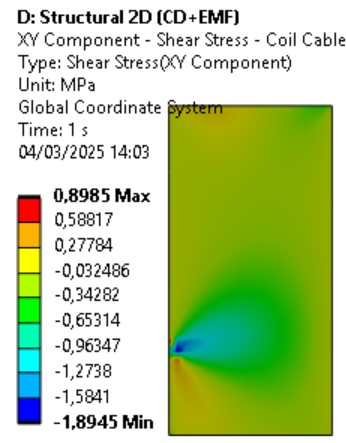 D: Structural 2D (CD+EMF)
XY Component - Shear Stress - Coil Cable
Type: Shear Stress(XY Component)
Unit: MPa
Global Coordinate System
Time: 1 s
04/03/2025 14:03
0,8985 Max
0,58817
0,27784
-0,032486
-0,34282
-0,65314
-0,96347
-1,2738
-1,5841
-1,8945 Min